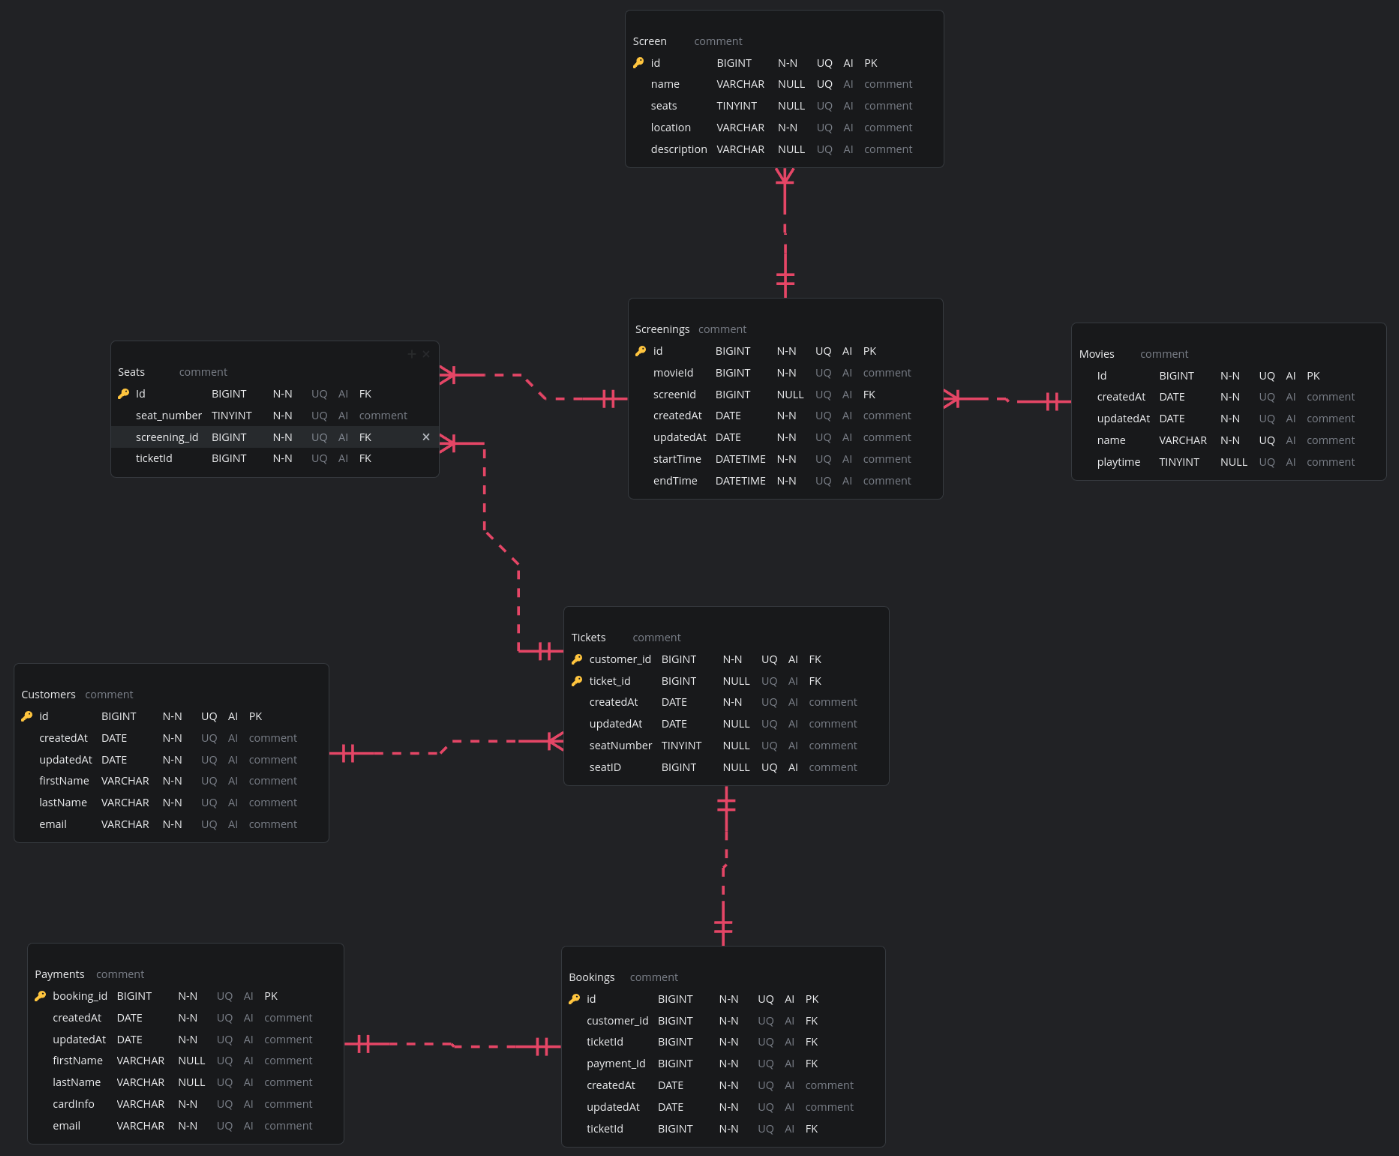 Screen comment
id BIGINT N-N UQ AI PK
name VARCHAR NULL UQ AI comment
seats TINYINT NULL UQ AI comment
location VARCHAR N-N UQ AI comment
description VARCHAR NULL UQ AI comment
Screenings comment
id BIGINT N-N UQ AI PK
movieId BIGINT N-N UQ AI comment
screenId BIGINT NULL UQ AI FK
createdAt DATE N-N UQ AI comment
updatedAt DATE N-N UQ AI comment
startTime DATETIME N-N UQ AI comment
endTime DATETIME N-N UQ AI comment
Movies comment
Id BIGINT N-N UQ AI PK
createdAt DATE N-N UQ AI comment
updatedAt DATE N-N UQ AI comment
name VARCHAR N-N UQ AI comment
playtime TINYINT NULL UQ AI comment
Seats comment
Id BIGINT N-N UQ AI FK
seat_number TINYINT N-N UQ AI comment
screening_id BIGINT N-N UQ AI FK
ticketId BIGINT N-N UQ AI FK
Tickets comment
customer_id BIGINT N-N UQ AI FK
ticket_id BIGINT NULL UQ AI FK
createdAt DATE N-N UQ AI comment
updatedAt DATE NULL UQ AI comment
seatNumber TINYINT NULL UQ AI comment
seatID BIGINT NULL UQ AI comment
Customers comment
id BIGINT N-N UQ AI PK
createdAt DATE N-N UQ AI comment
updatedAt DATE N-N UQ AI comment
firstName VARCHAR N-N UQ AI comment
lastName VARCHAR N-N UQ AI comment
email VARCHAR N-N UQ AI comment
Payments comment
booking_id BIGINT N-N UQ AI PK
createdAt DATE N-N UQ AI comment
updatedAt DATE N-N UQ AI comment
firstName VARCHAR NULL UQ AI comment
lastName VARCHAR NULL UQ AI comment
cardInfo VARCHAR N-N UQ AI comment
email VARCHAR N-N UQ AI comment
Bookings comment
id BIGINT N-N UQ AI PK
customer_id BIGINT N-N UQ AI FK
ticketId BIGINT N-N UQ AI FK
payment_Id BIGINT N-N UQ AI FK
createdAt DATE N-N UQ AI comment
updatedAt DATE N-N UQ AI comment
ticketId BIGINT N-N UQ AI FK